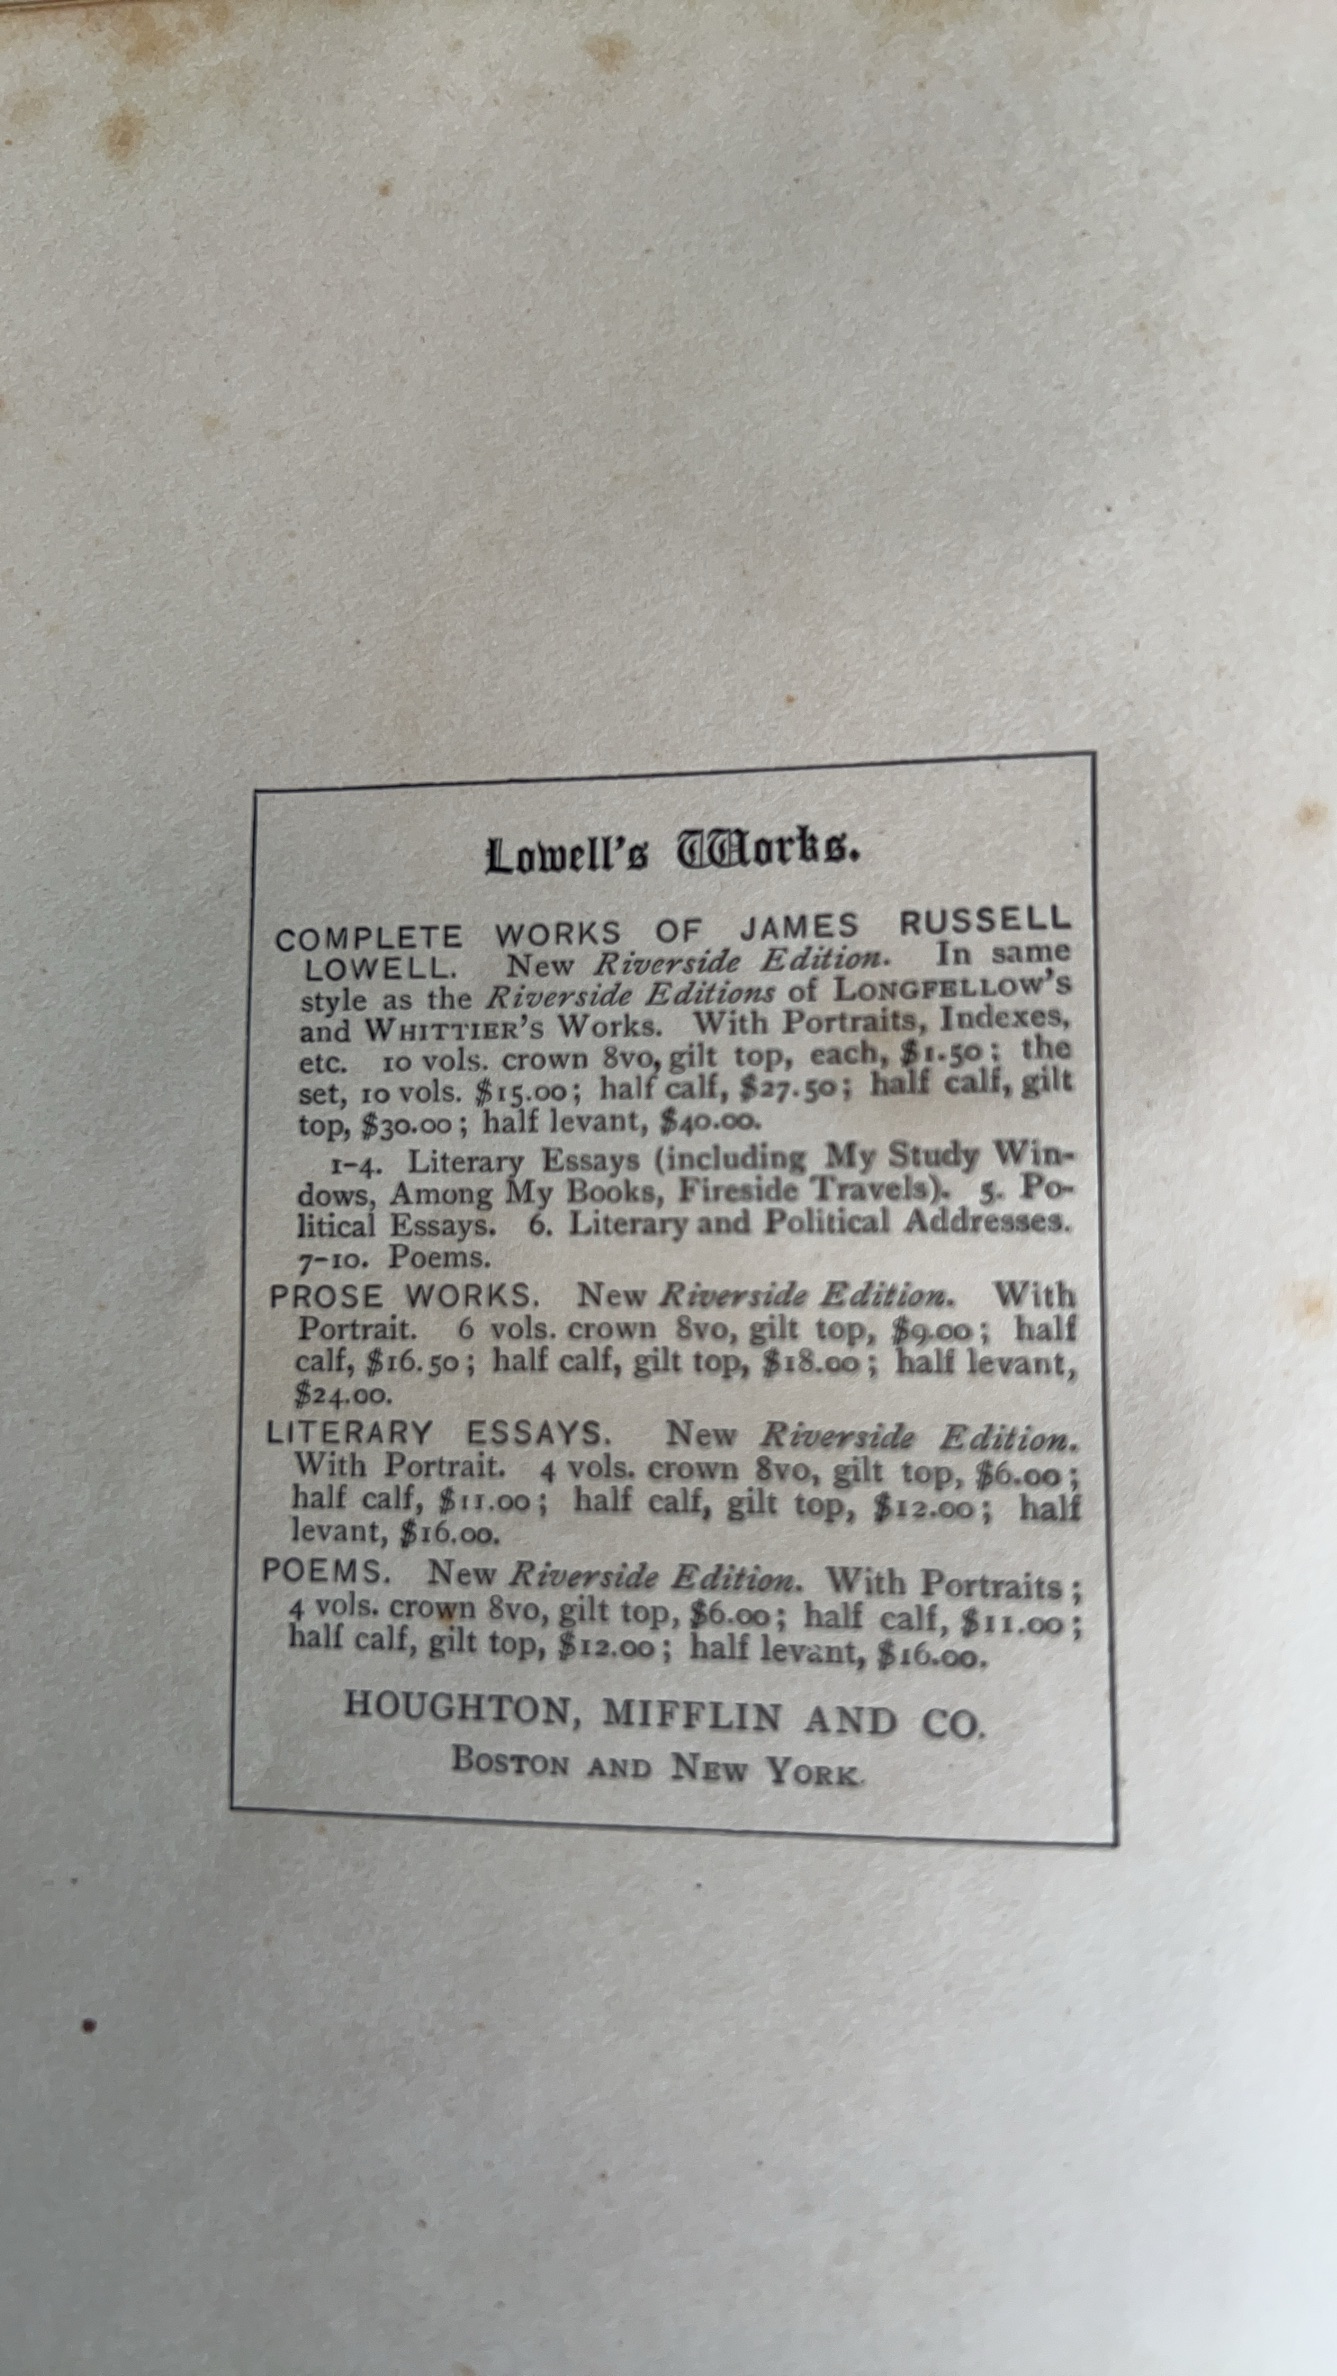 Lowell's Works.
COMPLETE WORKS OF JAMES RUSSELL
LOWELL. New Riverside Edition. In same
style as the Riverside Editions of LONGFELLOW'S
and WHITTIER'S Works. With Portraits, Indexes,
etc. 10 vols. crown 8vo, gilt top, each, $1.50; the
set, 10 vols. $15.00; half calf, $27.50; half calf, gilt
top, $30.00; half levant, $40.00.
1-4. Literary Essays (including My Study Win-
dows, Among My Books, Fireside Travels). 5. Po-
litical Essays. 6. Literary and Political Addresses.
7-10. Poems.
PROSE WORKS. New Riverside Edition. With
Portrait. 6 vols. crown 8vo, gilt top, $9.00; half
calf, $16.50; half calf, gilt top, $18.00; half levant,
$24.00.
LITERARY ESSAYS. New Riverside Edition.
With Portrait. 4 vols. crown 8vo, gilt top, $6.00;
half calf, $11.00; half calf, gilt top, $12.00; half
levant, $16.00.
POEMS. New Riverside Edition. With Portraits;
4 vols. crown 8vo, gilt top, $6.00; half calf, $11.00;
half calf, gilt top, $12.00; half levant, $16.00.
HOUGHTON, MIFFLIN AND CO.
BOSTON AND NEW YORK.